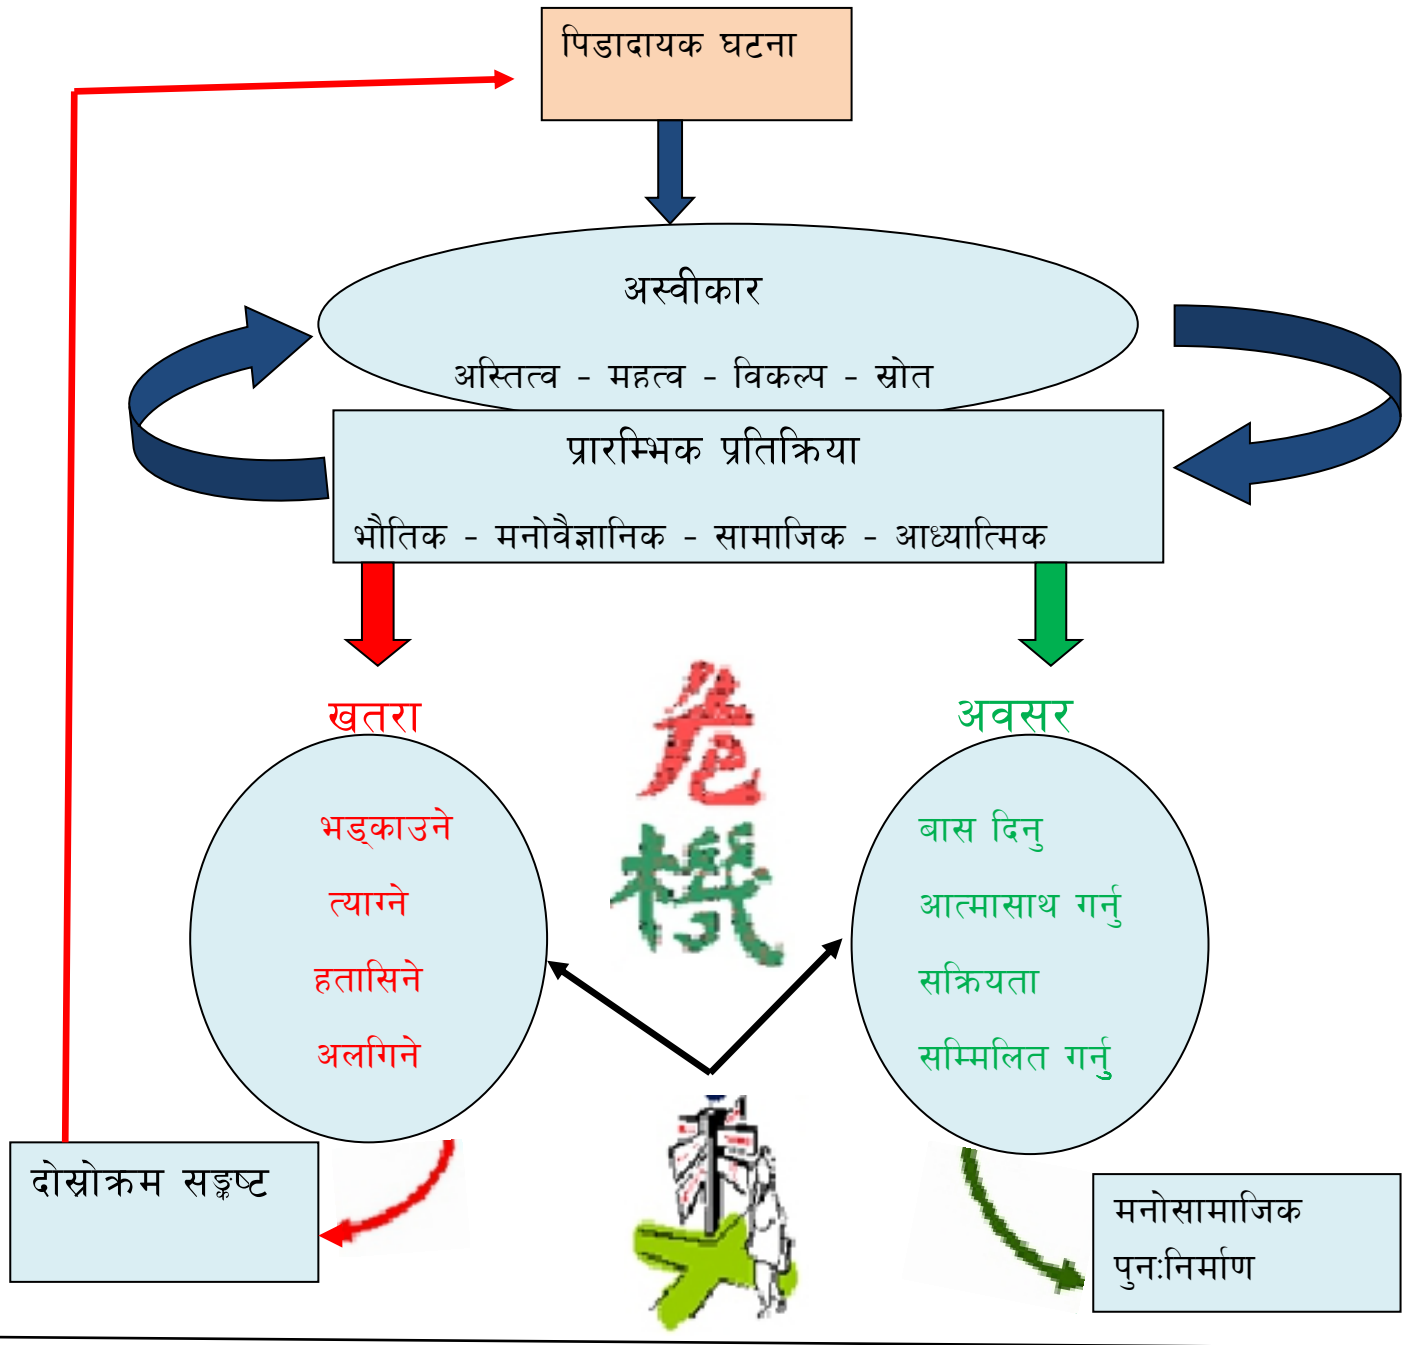 पिडादायक घटना
अस्वीकार
अस्तित्व - महत्व - विकल्प - स्रोत
प्रारम्भिक प्रतिक्रिया
भौतिक - मनोवैज्ञानिक - सामाजिक - आध्यात्मिक
खतरा
भड्काउने
त्याग्ने
हतासिने
अलगिने
危
機
अवसर
बास दिनु
आत्मासाथ गर्नु
सक्रियता
सम्मिलित गर्नु
दोस्रोक्रम सङ्कष्ट
मनोसामाजिक
पुनःनिर्माण